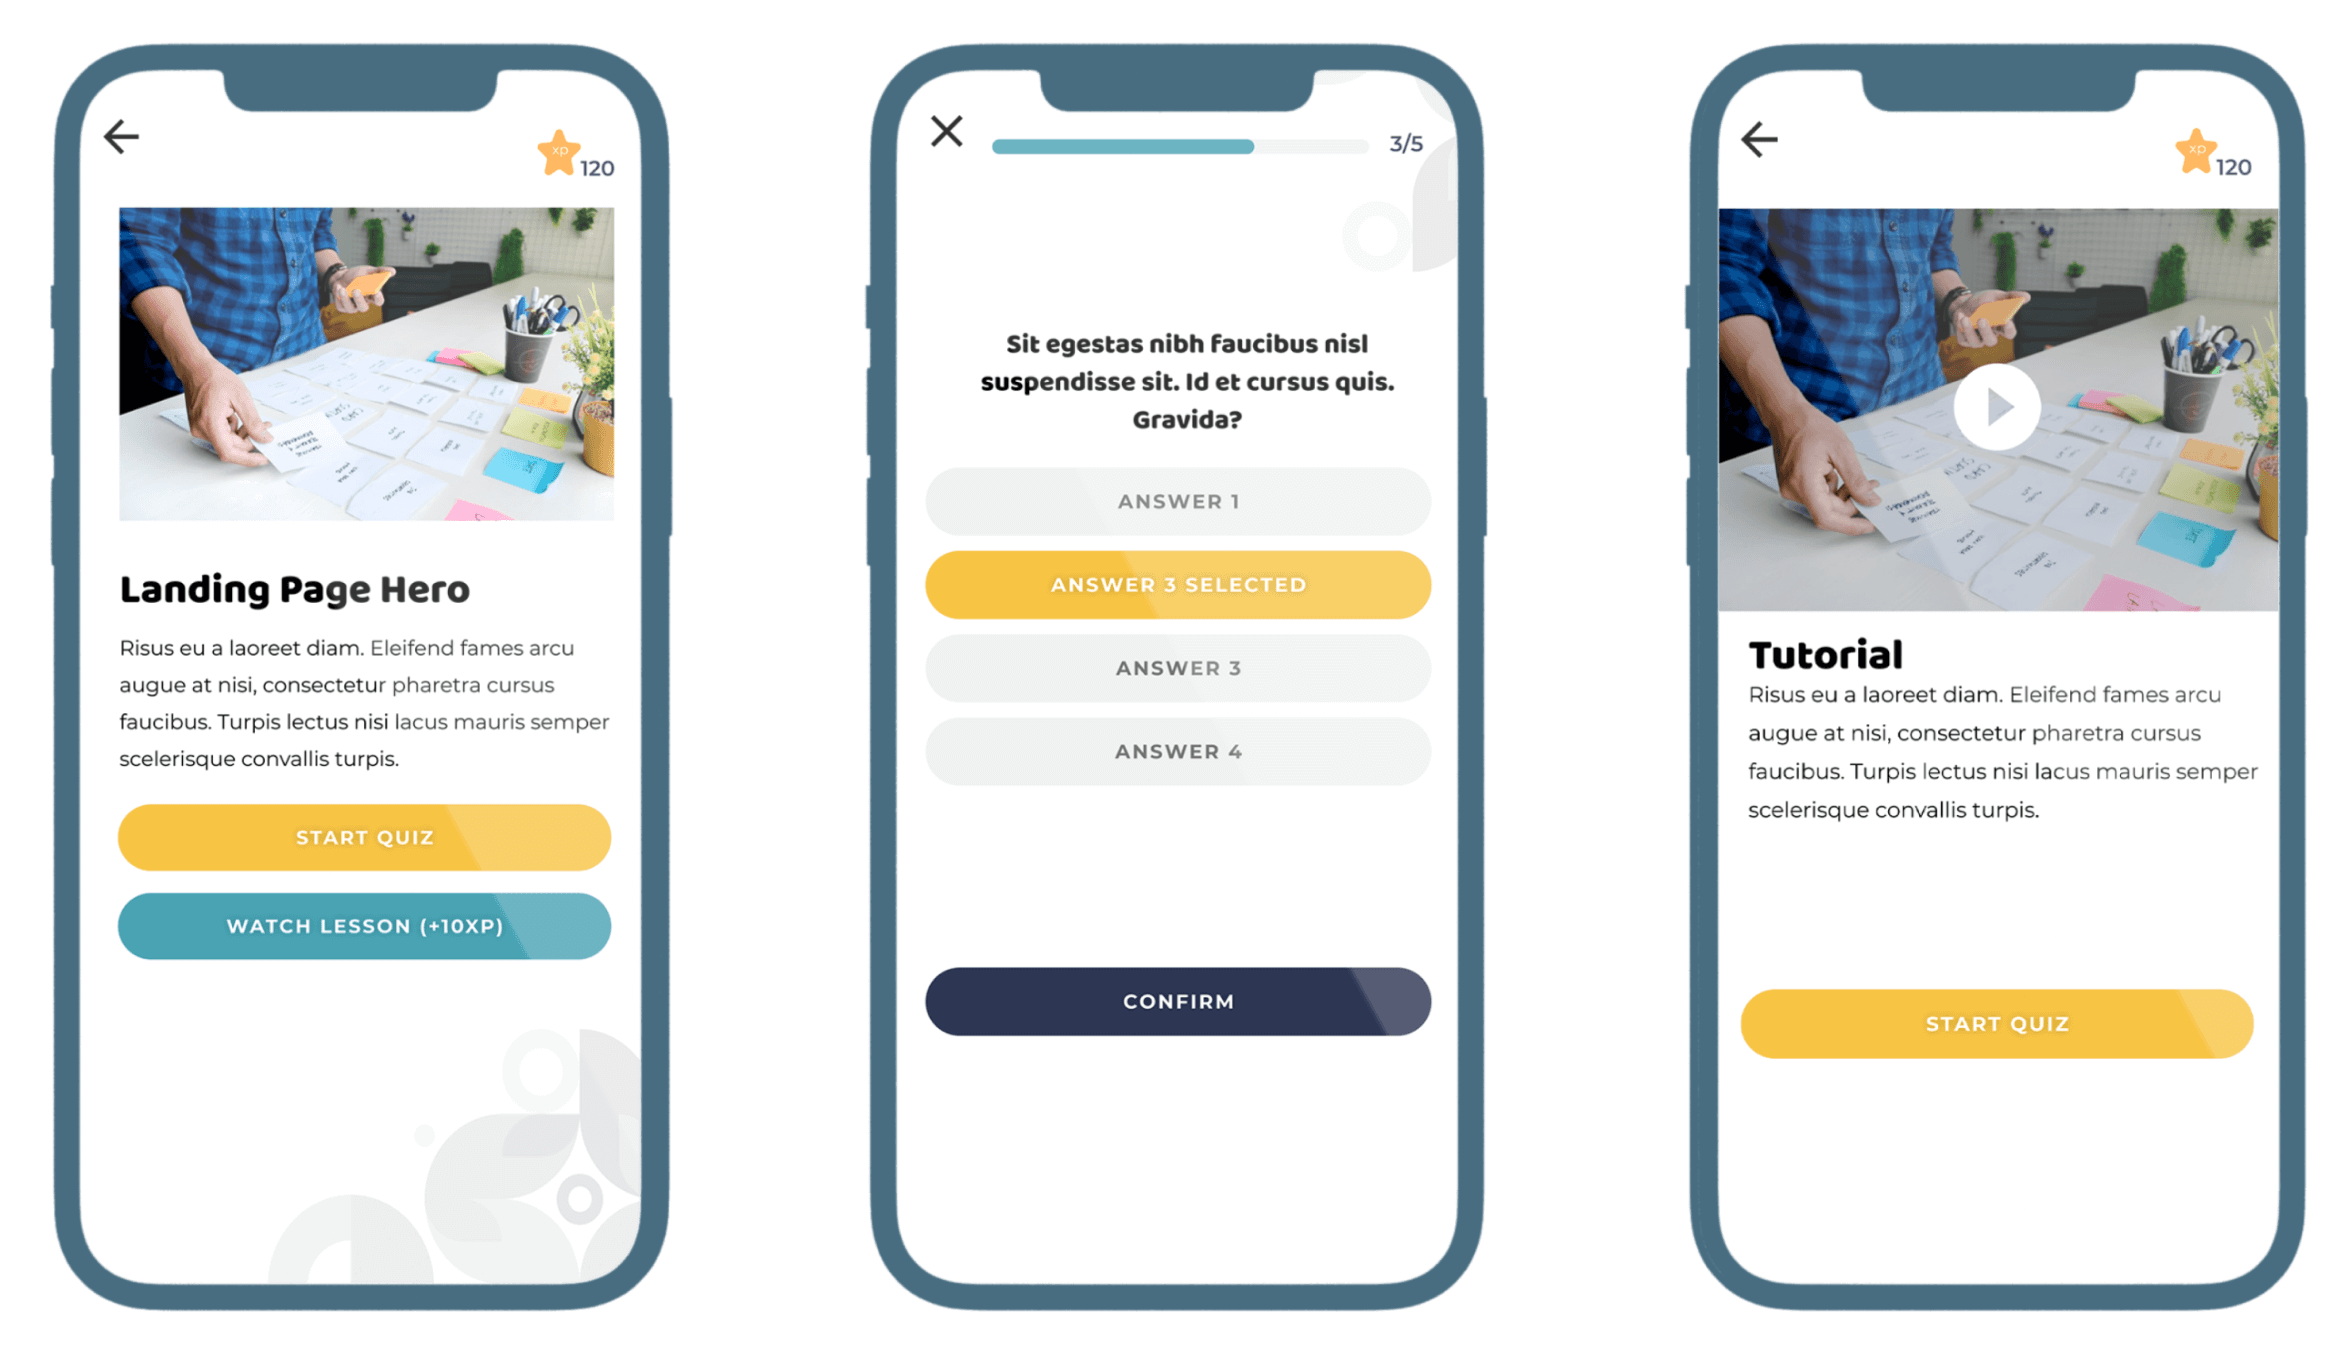 xp
120
Landing Page Hero
Risus eu a laoreet diam. Eleifend fames arcu
augue at nisi, consectetur pharetra cursus
faucibus. Turpis lectus nisi lacus mauris semper
scelerisque convallis turpis.
START QUIZ
WATCH LESSON (+10XP)
3/5
Sit egestas nibh faucibus nisl
suspendisse sit. Id et cursus quis.
Gravida?
ANSWER 1
ANSWER 3 SELECTED
ANSWER 3
ANSWER 4
CONFIRM
xp
120
Tutorial
Risus eu a laoreet diam. Eleifend fames arcu
augue at nisi, consectetur pharetra cursus
faucibus. Turpis lectus nisi lacus mauris semper
scelerisque convallis turpis.
START QUIZ